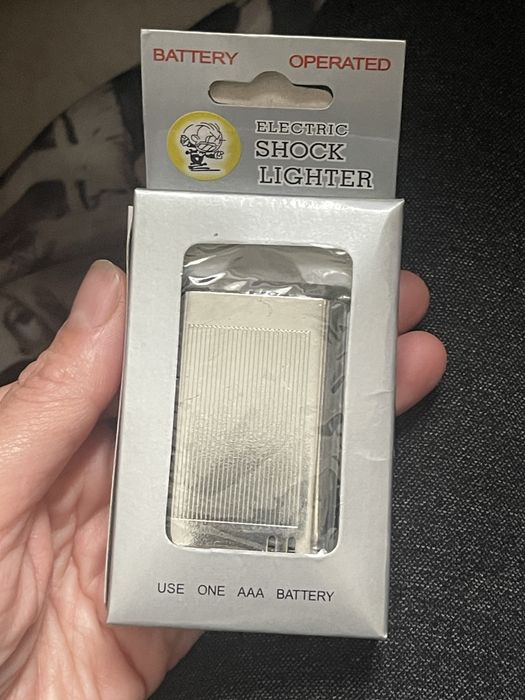 BATTERY OPERATED
ELECTRIC
SHOCK
LIGHTER
USE ONE AAA BATTERY